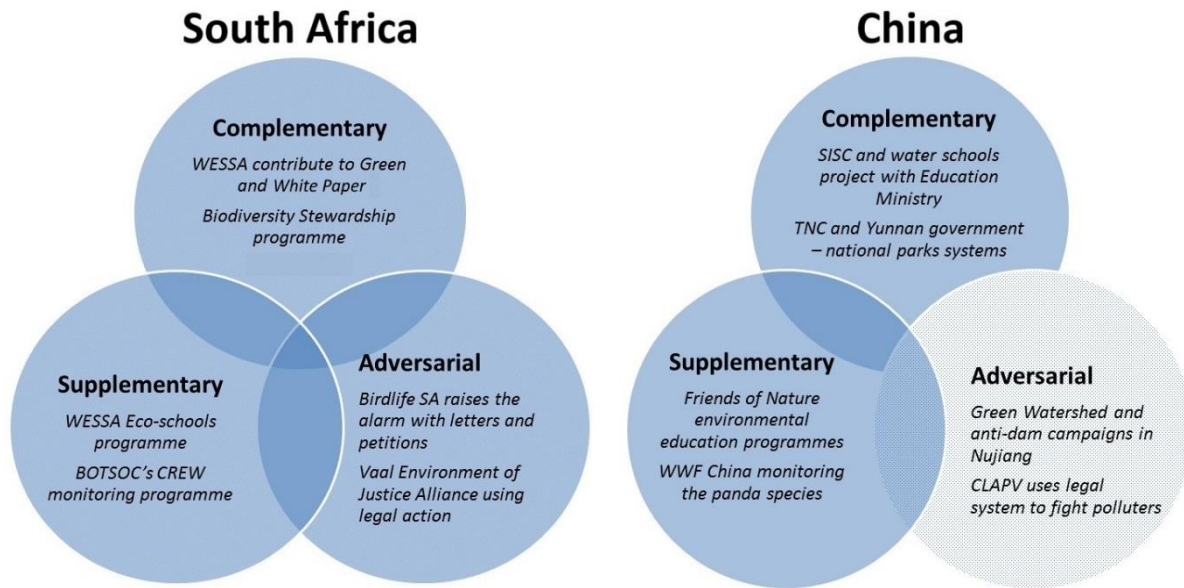 South Africa
Complementary
WESSA contribute to Green
and White Paper
Biodiversity Stewardship
programme
Supplementary
WESSA Eco-schools
programme
BOTSOC's CREW
monitoring programme
Adversarial
Birdlife SA raises the
alarm with letters and
petitions
Vaal Environment of
Justice Alliance using
legal action
China
Complementary
SISC and water schools
project with Education
Ministry
TNC and Yunnan government
– national parks systems
Supplementary
Friends of Nature
environmental
education programmes
WWF China monitoring
the panda species
Adversarial
Green Watershed and
anti-dam campaigns in
Nujiang
CLAPV uses legal
system to fight polluters